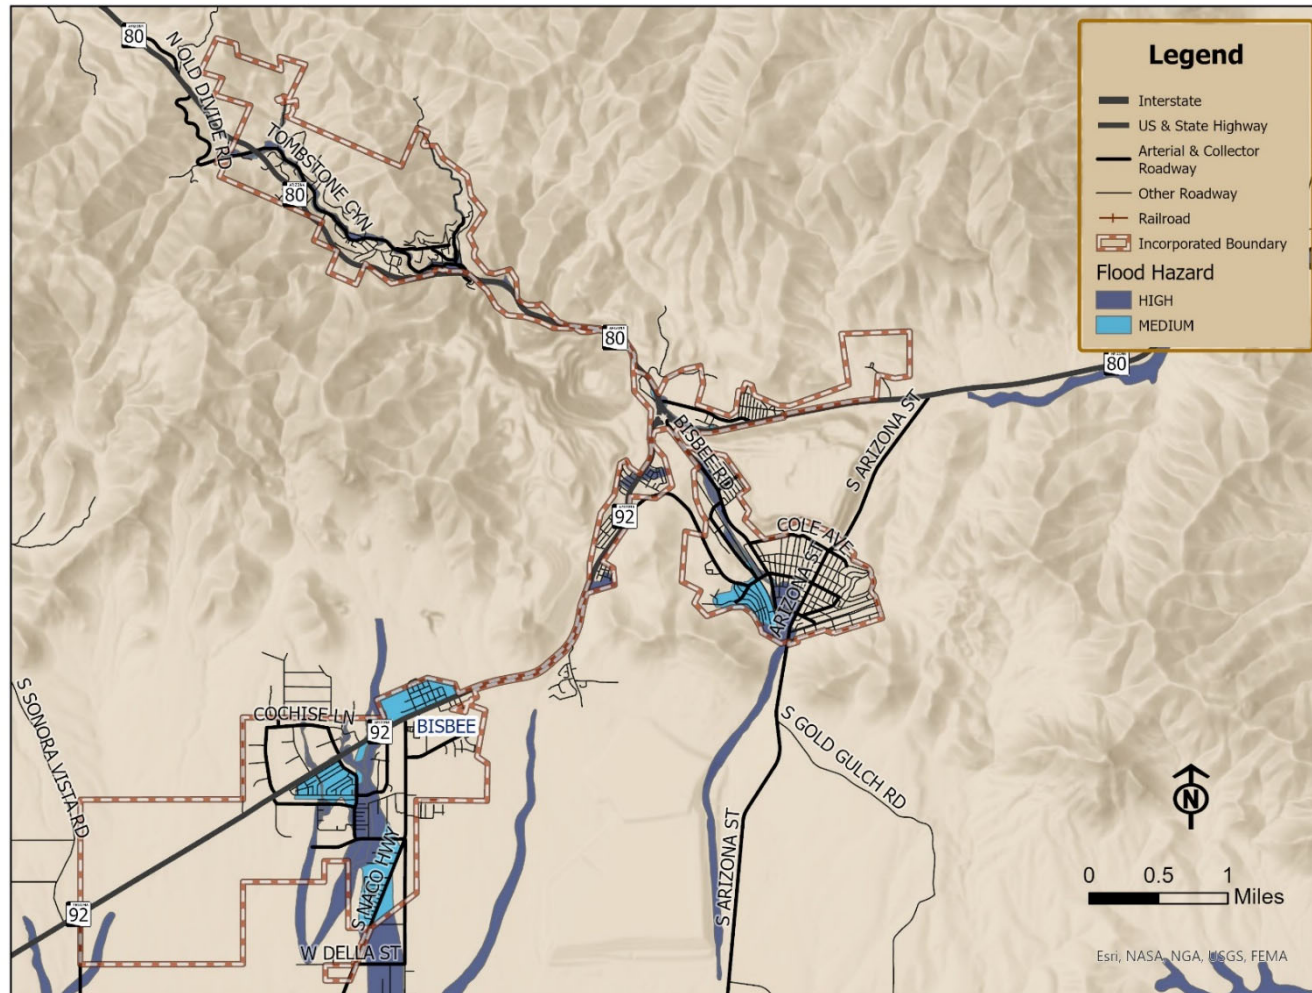 80
N OLD DIVIDE RD
TOMBSTONE CYN
80
80
80
Legend
Interstate
US & State Highway
Arterial & Collector
Roadway
Other Roadway
Railroad
Incorporated Boundary
Flood Hazard
HIGH
MEDIUM
BISBEE RD
S ARIZONA ST
92
COLE AVE
ARIZONA ST
S SONORA VISTA RD
COCHISE LN
92
BISBEE
S GOLD GULCH RD
S ARIZONA ST
S NACO HWY
92
W DELLA ST
N
0 0.5 1
Miles
Esri, NASA, NGA, USGS, FEMA